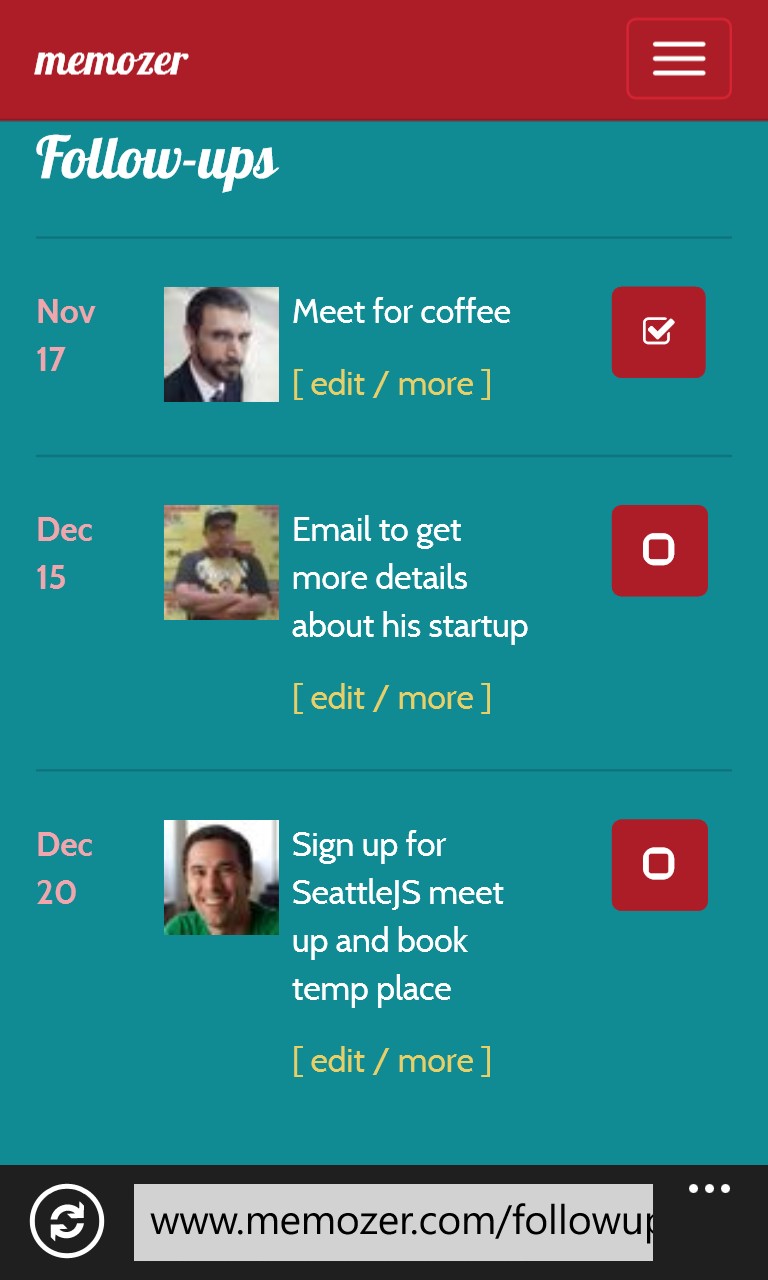 memozer
Follow-ups
Nov
17
Meet for coffee
[ edit / more ]
Dec
15
Email to get
more details
about his startup
[ edit / more ]
Dec
20
Sign up for
SeattleJS meet
up and book
temp place
[ edit / more ]
www.memozer.com/followup